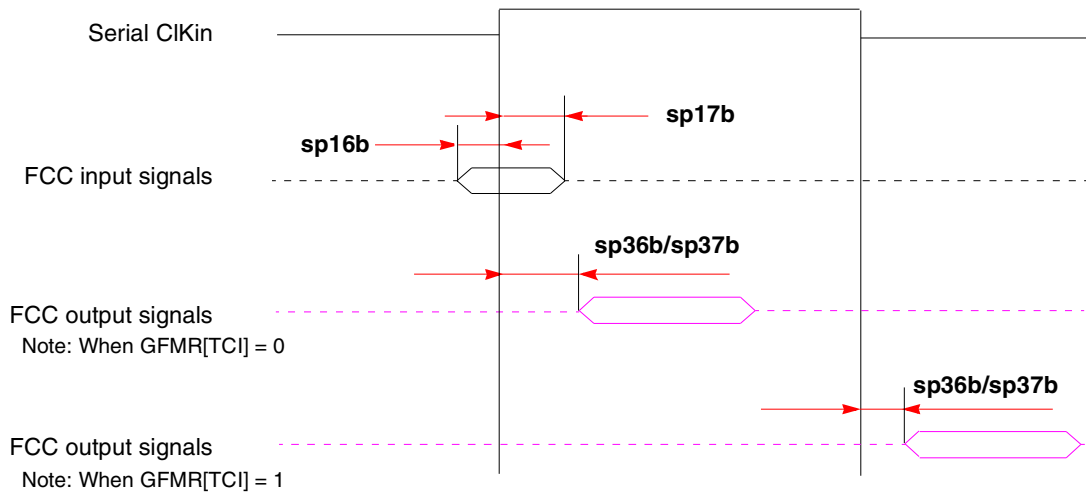 Serial ClKin
sp17b
sp16b
FCC input signals
sp36b/sp37b
FCC output signals
Note: When GFMR[TCI] = 0
sp36b/sp37b
FCC output signals
Note: When GFMR[TCI] = 1